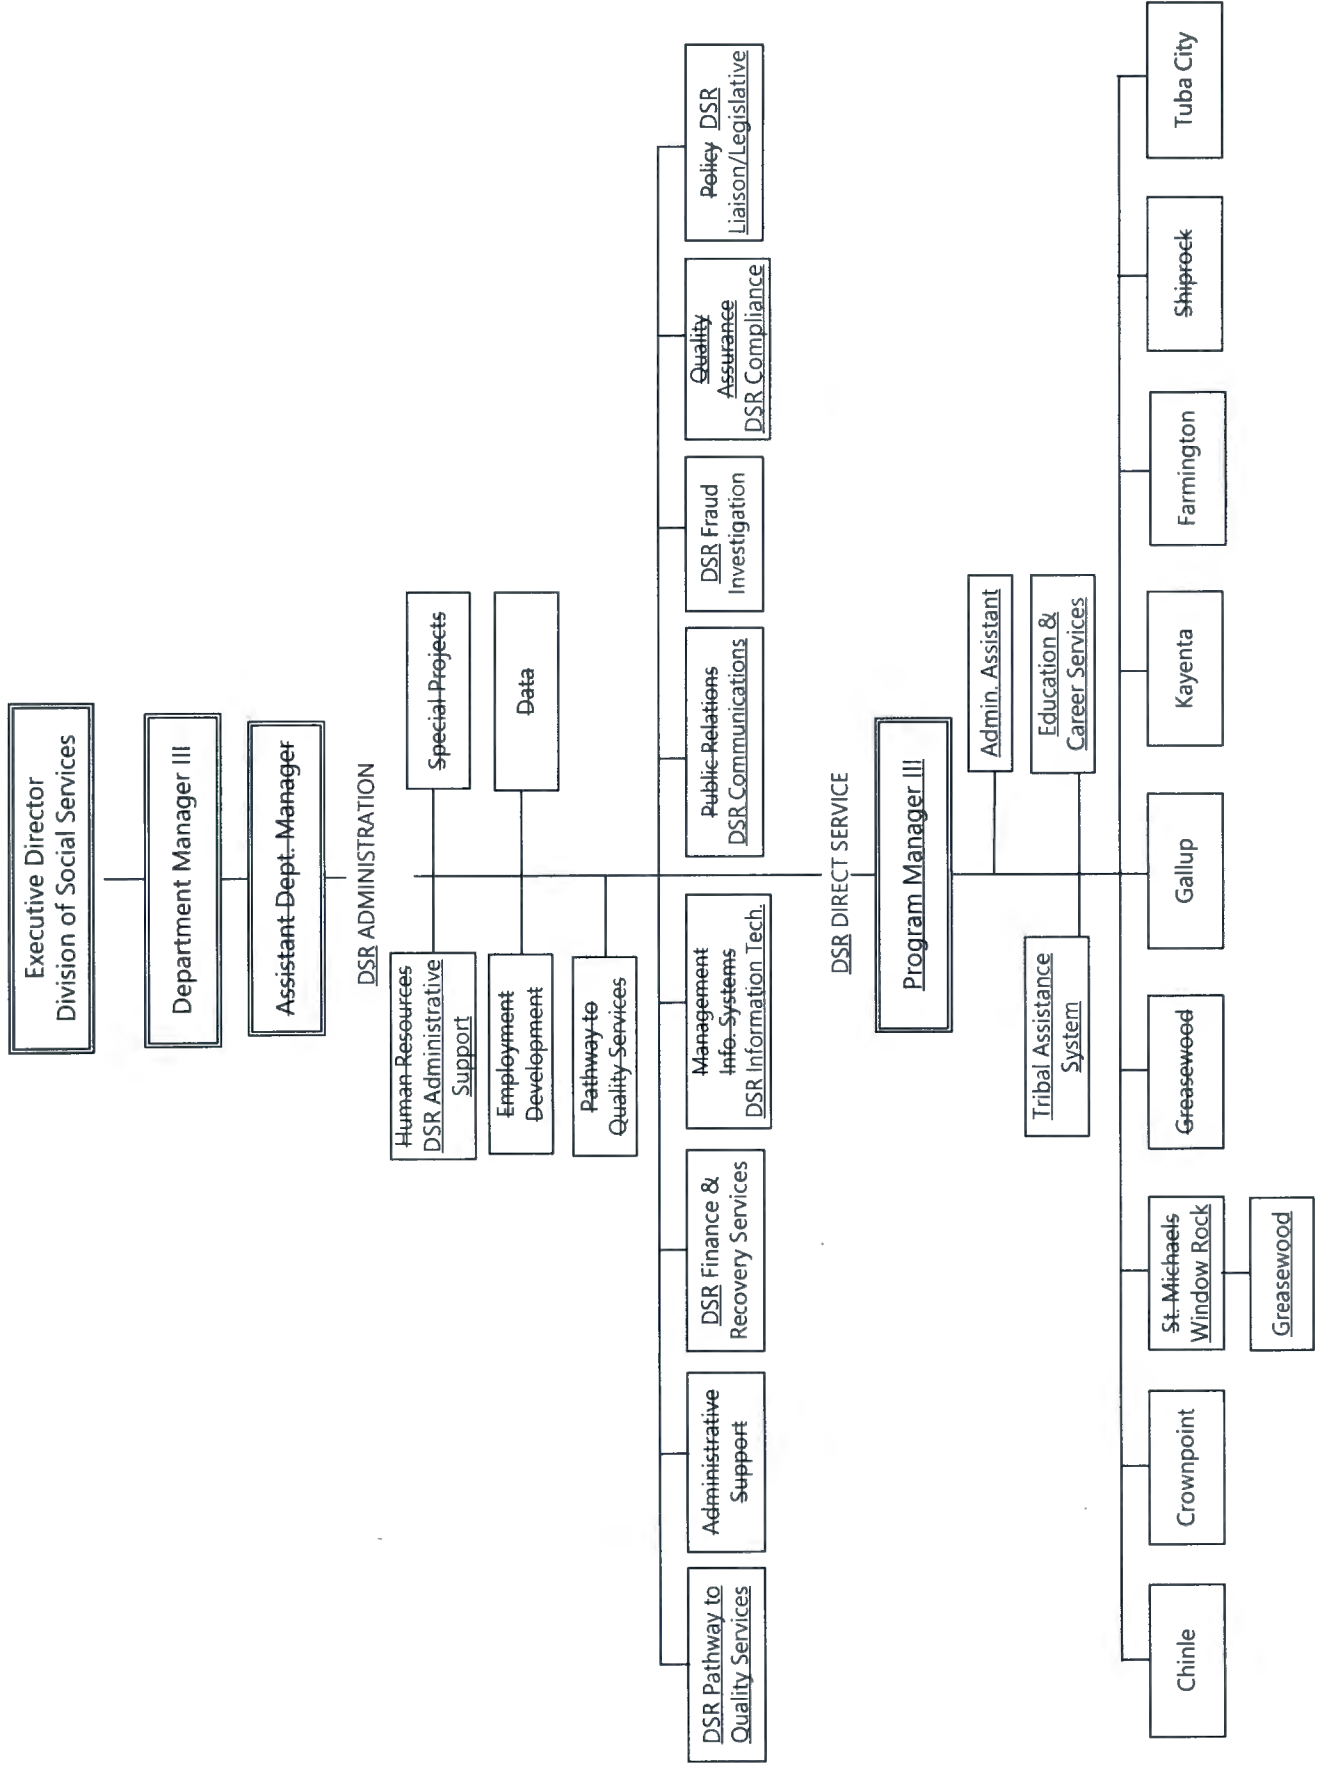 Executive Director
Division of Social Services
Department Manager III
Assistant Dept. Manager
DSR ADMINISTRATION
Human Resources
DSR Administrative
Support
Special Projects
Employment
Development
Data
Pathway to
Quality Services
DSR Pathway to
Quality Services
Administrative
Support
DSR Finance &
Recovery Services
Management
Info. Systems
DSR Information Tech.
Public Relations
DSR Communications
DSR Fraud
Investigation
Quality
Assurance
DSR Compliance
Policy DSR
Liaison/Legislative
DSR DIRECT SERVICE
Program Manager III
Admin. Assistant
Tribal Assistance
System
Education &
Career Services
Chinle
Crownpoint
St. Michaels
Window Rock
Greasewood
Greasewood
Gallup
Kayenta
Farmington
Shiprock
Tuba City